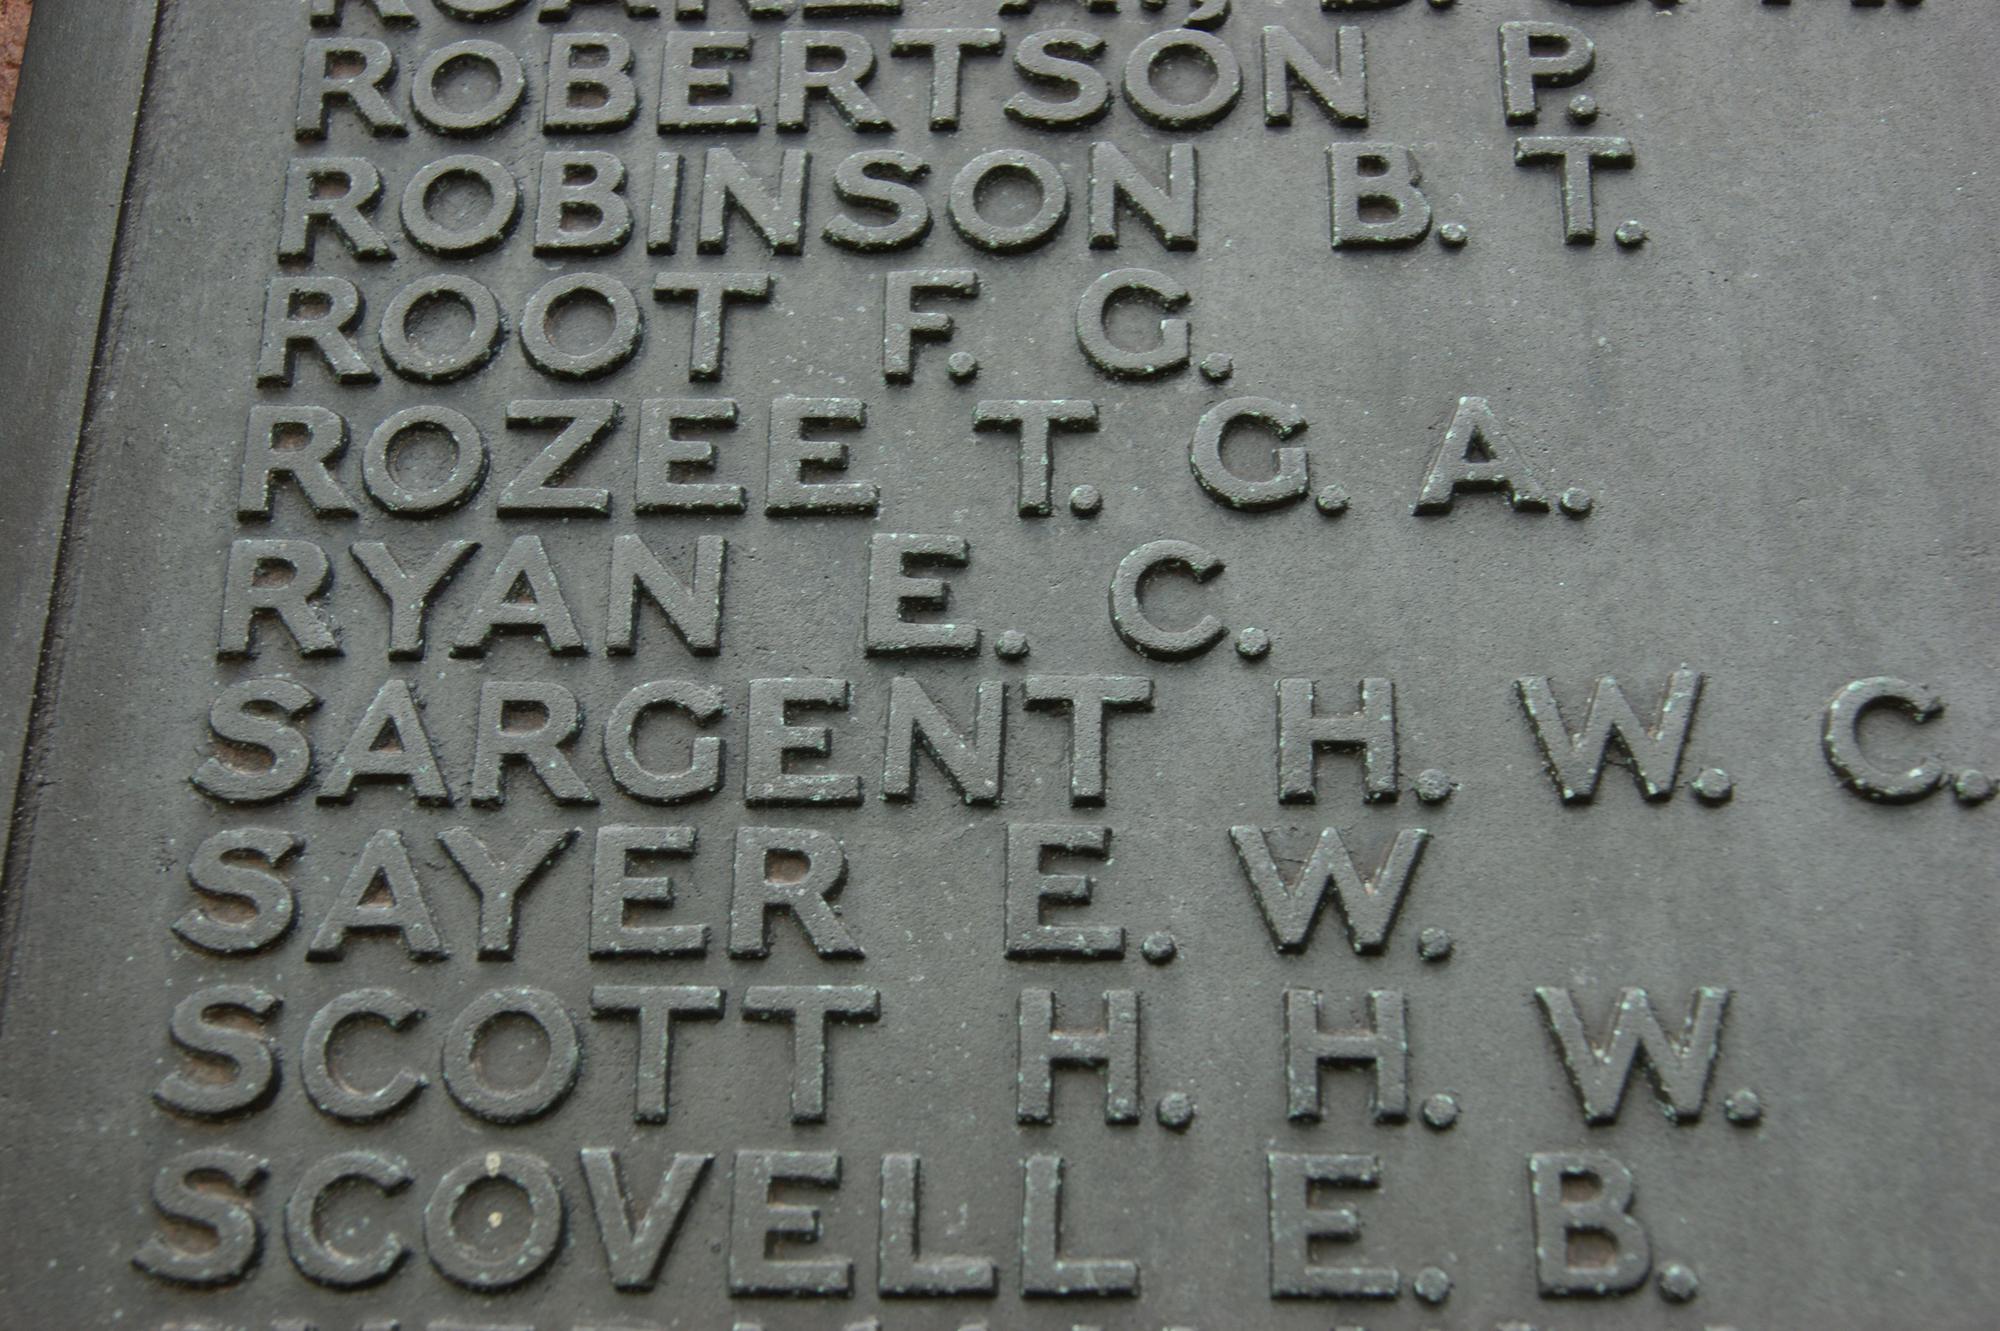 ROBERTSON P.
ROBINSON B. T.
ROOT F. G.
ROZEE T. G. A.
RYAN E. C.
SARGENT H. W. C.
SAYER E. W.
SCOTT H. H. W.
SCOVELL E. B.